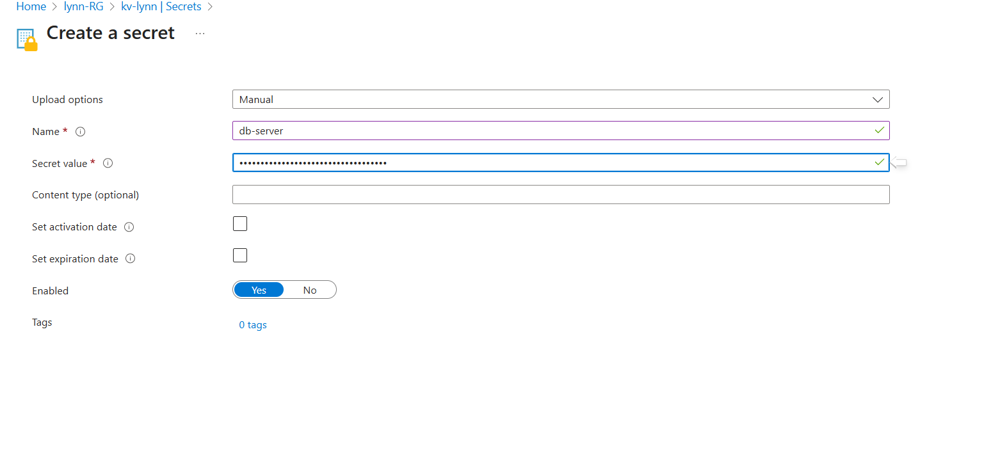 Home > lynn-RG > kv-lynn | Secrets >
Create a secret ...
Upload options Manual
Name * db-server
Secret value * •••••••••••••••••••••••••••••••••••
Content type (optional)
Set activation date
Set expiration date
Enabled Yes No
Tags 0 tags